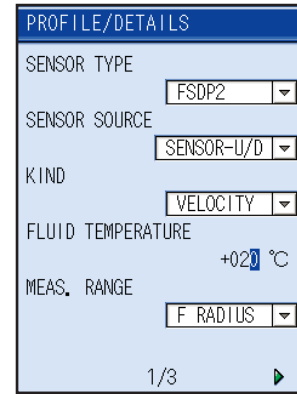 PROFILE/DETAILS
SENSOR TYPE
FSDP2
SENSOR SOURCE
SENSOR-U/D
KIND
VELOCITY
FLUID TEMPERATURE
+020 ℃
MEAS. RANGE
F RADIUS
1/3